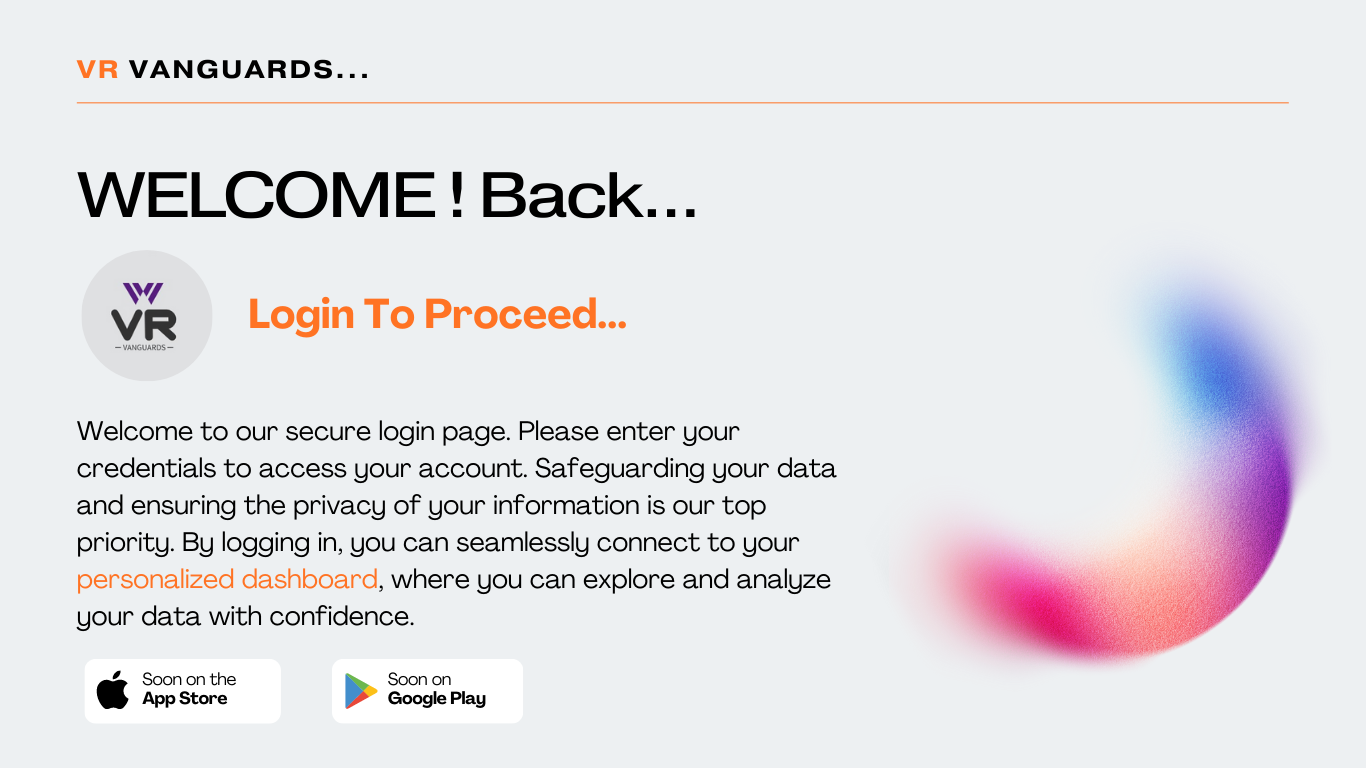 VR VANGUARDS...
WELCOME ! Back...
VR
— VANGUARDS —
Login To Proceed...
Welcome to our secure login page. Please enter your
credentials to access your account. Safeguarding your data
and ensuring the privacy of your information is our top
priority. By logging in, you can seamlessly connect to your
personalized dashboard, where you can explore and analyze
your data with confidence.
Soon on the
App Store
Soon on
Google Play